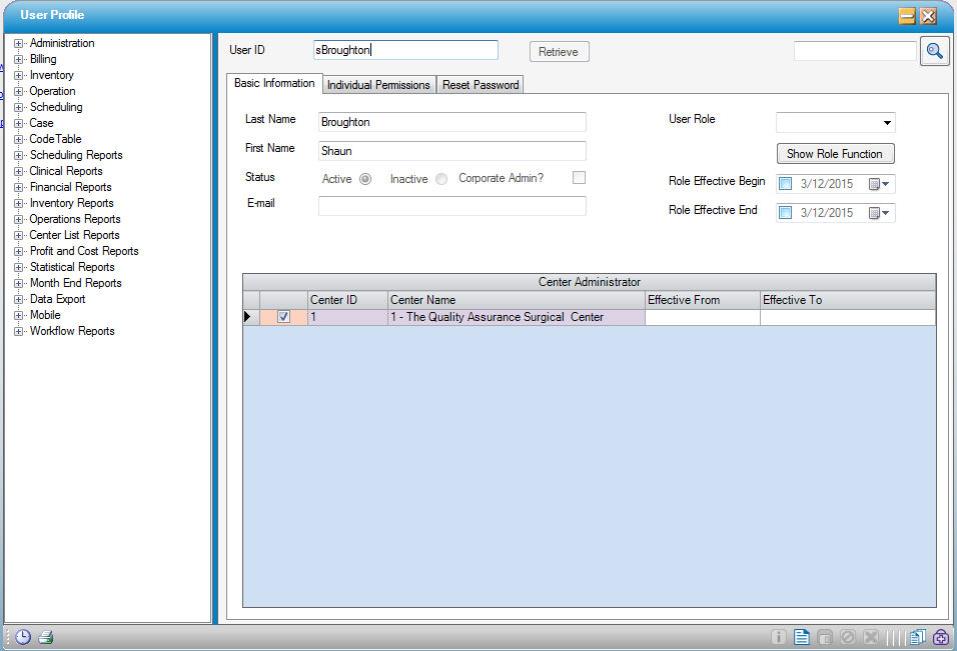 User Profile
Administration
Billing
Inventory
Operation
Scheduling
Case
CodeTable
Scheduling Reports
Clinical Reports
Financial Reports
Inventory Reports
Operations Reports
Center List Reports
Profit and Cost Reports
Statistical Reports
Month End Reports
Data Export
Mobile
Workflow Reports
User ID sBroughton Retrieve
Basic Information Individual Permissions Reset Password
Last Name Broughton User Role
First Name Shaun Show Role Function
Status Active Inactive Corporate Admin? Role Effective Begin 3/12/2015
E-mail Role Effective End 3/12/2015
Center Administrator
Center ID Center Name Effective From Effective To
1 1 - The Quality Assurance Surgical Center